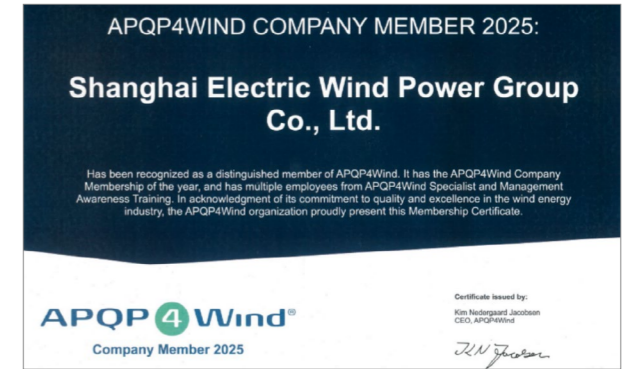 APQP4WIND COMPANY MEMBER 2025:
Shanghai Electric Wind Power Group
Co., Ltd.
Has been recognized as a distinguished member of APQP4Wind. It has the APQP4Wind Company
Membership of the year, and has multiple employees from APQP4Wind Specialist and Management
Awareness Training. In acknowledgment of its commitment to quality and excellence in the wind energy
industry, the APQP4Wind organization proudly present this Membership Certificate.
Certificate issued by:
Kim Nedergaard Jacobsen
CEO, APQP4Wind
APQP4Wind®
Company Member 2025
JKN Jacobsen